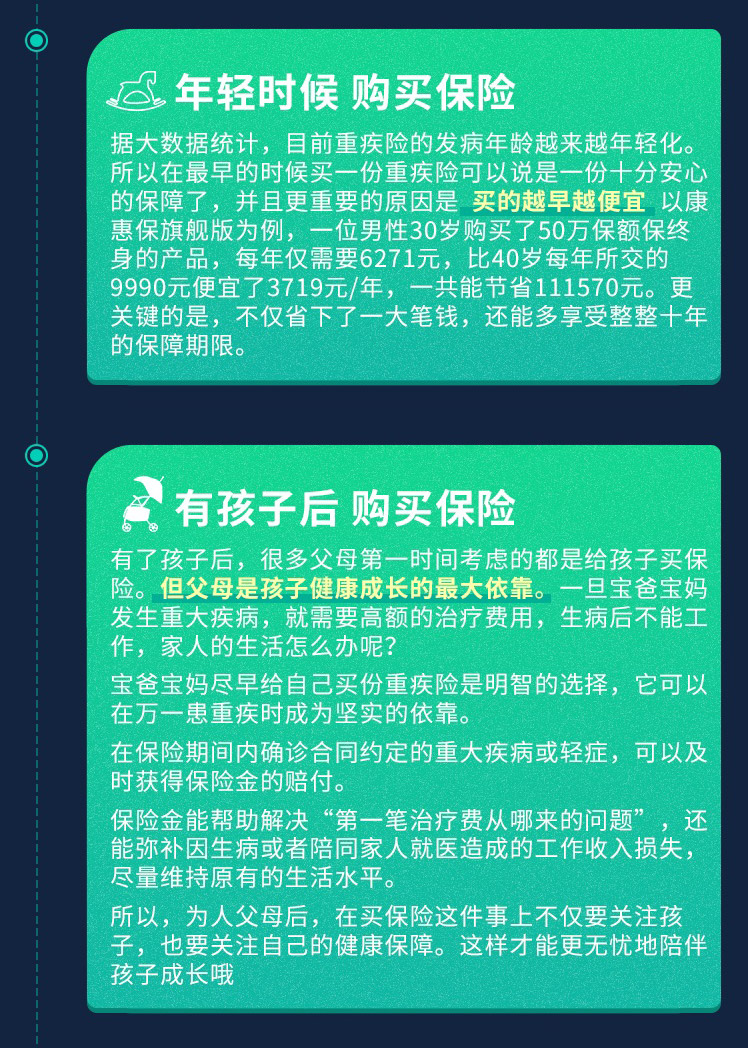 年轻时候 购买保险
据大数据统计，目前重疾险的发病年龄越来越年轻化。
所以在最早的时候买一份重疾险可以说是一份十分安心
的保障了，并且更重要的原因是 买的越早越便宜 以康
惠保旗舰版为例，一位男性30岁购买了50万保额保终
身的产品，每年仅需要6271元，比40岁每年所交的
9990元便宜了3719元/年，一共能节省111570元。更
关键的是，不仅省下了一大笔钱，还能多享受整整十年
的保障期限。
有孩子后 购买保险
有了孩子后，很多父母第一时间考虑的都是给孩子买保
险。但父母是孩子健康成长的最大依靠。一旦宝爸宝妈
发生重大疾病，就需要高额的治疗费用，生病后不能工
作，家人的生活怎么办呢？
宝爸宝妈尽早给自己买份重疾险是明智的选择，它可以
在万一患重疾时成为坚实的依靠。
在保险期间内确诊合同约定的重大疾病或轻症，可以及
时获得保险金的赔付。
保险金能帮助解决“第一笔治疗费从哪来的问题”，还
能弥补因生病或者陪同家人就医造成的工作收入损失，
尽量维持原有的生活水平。
所以，为人父母后，在买保险这件事上不仅要关注孩
子，也要关注自己的健康保障。这样才能更无忧地陪伴
孩子成长哦